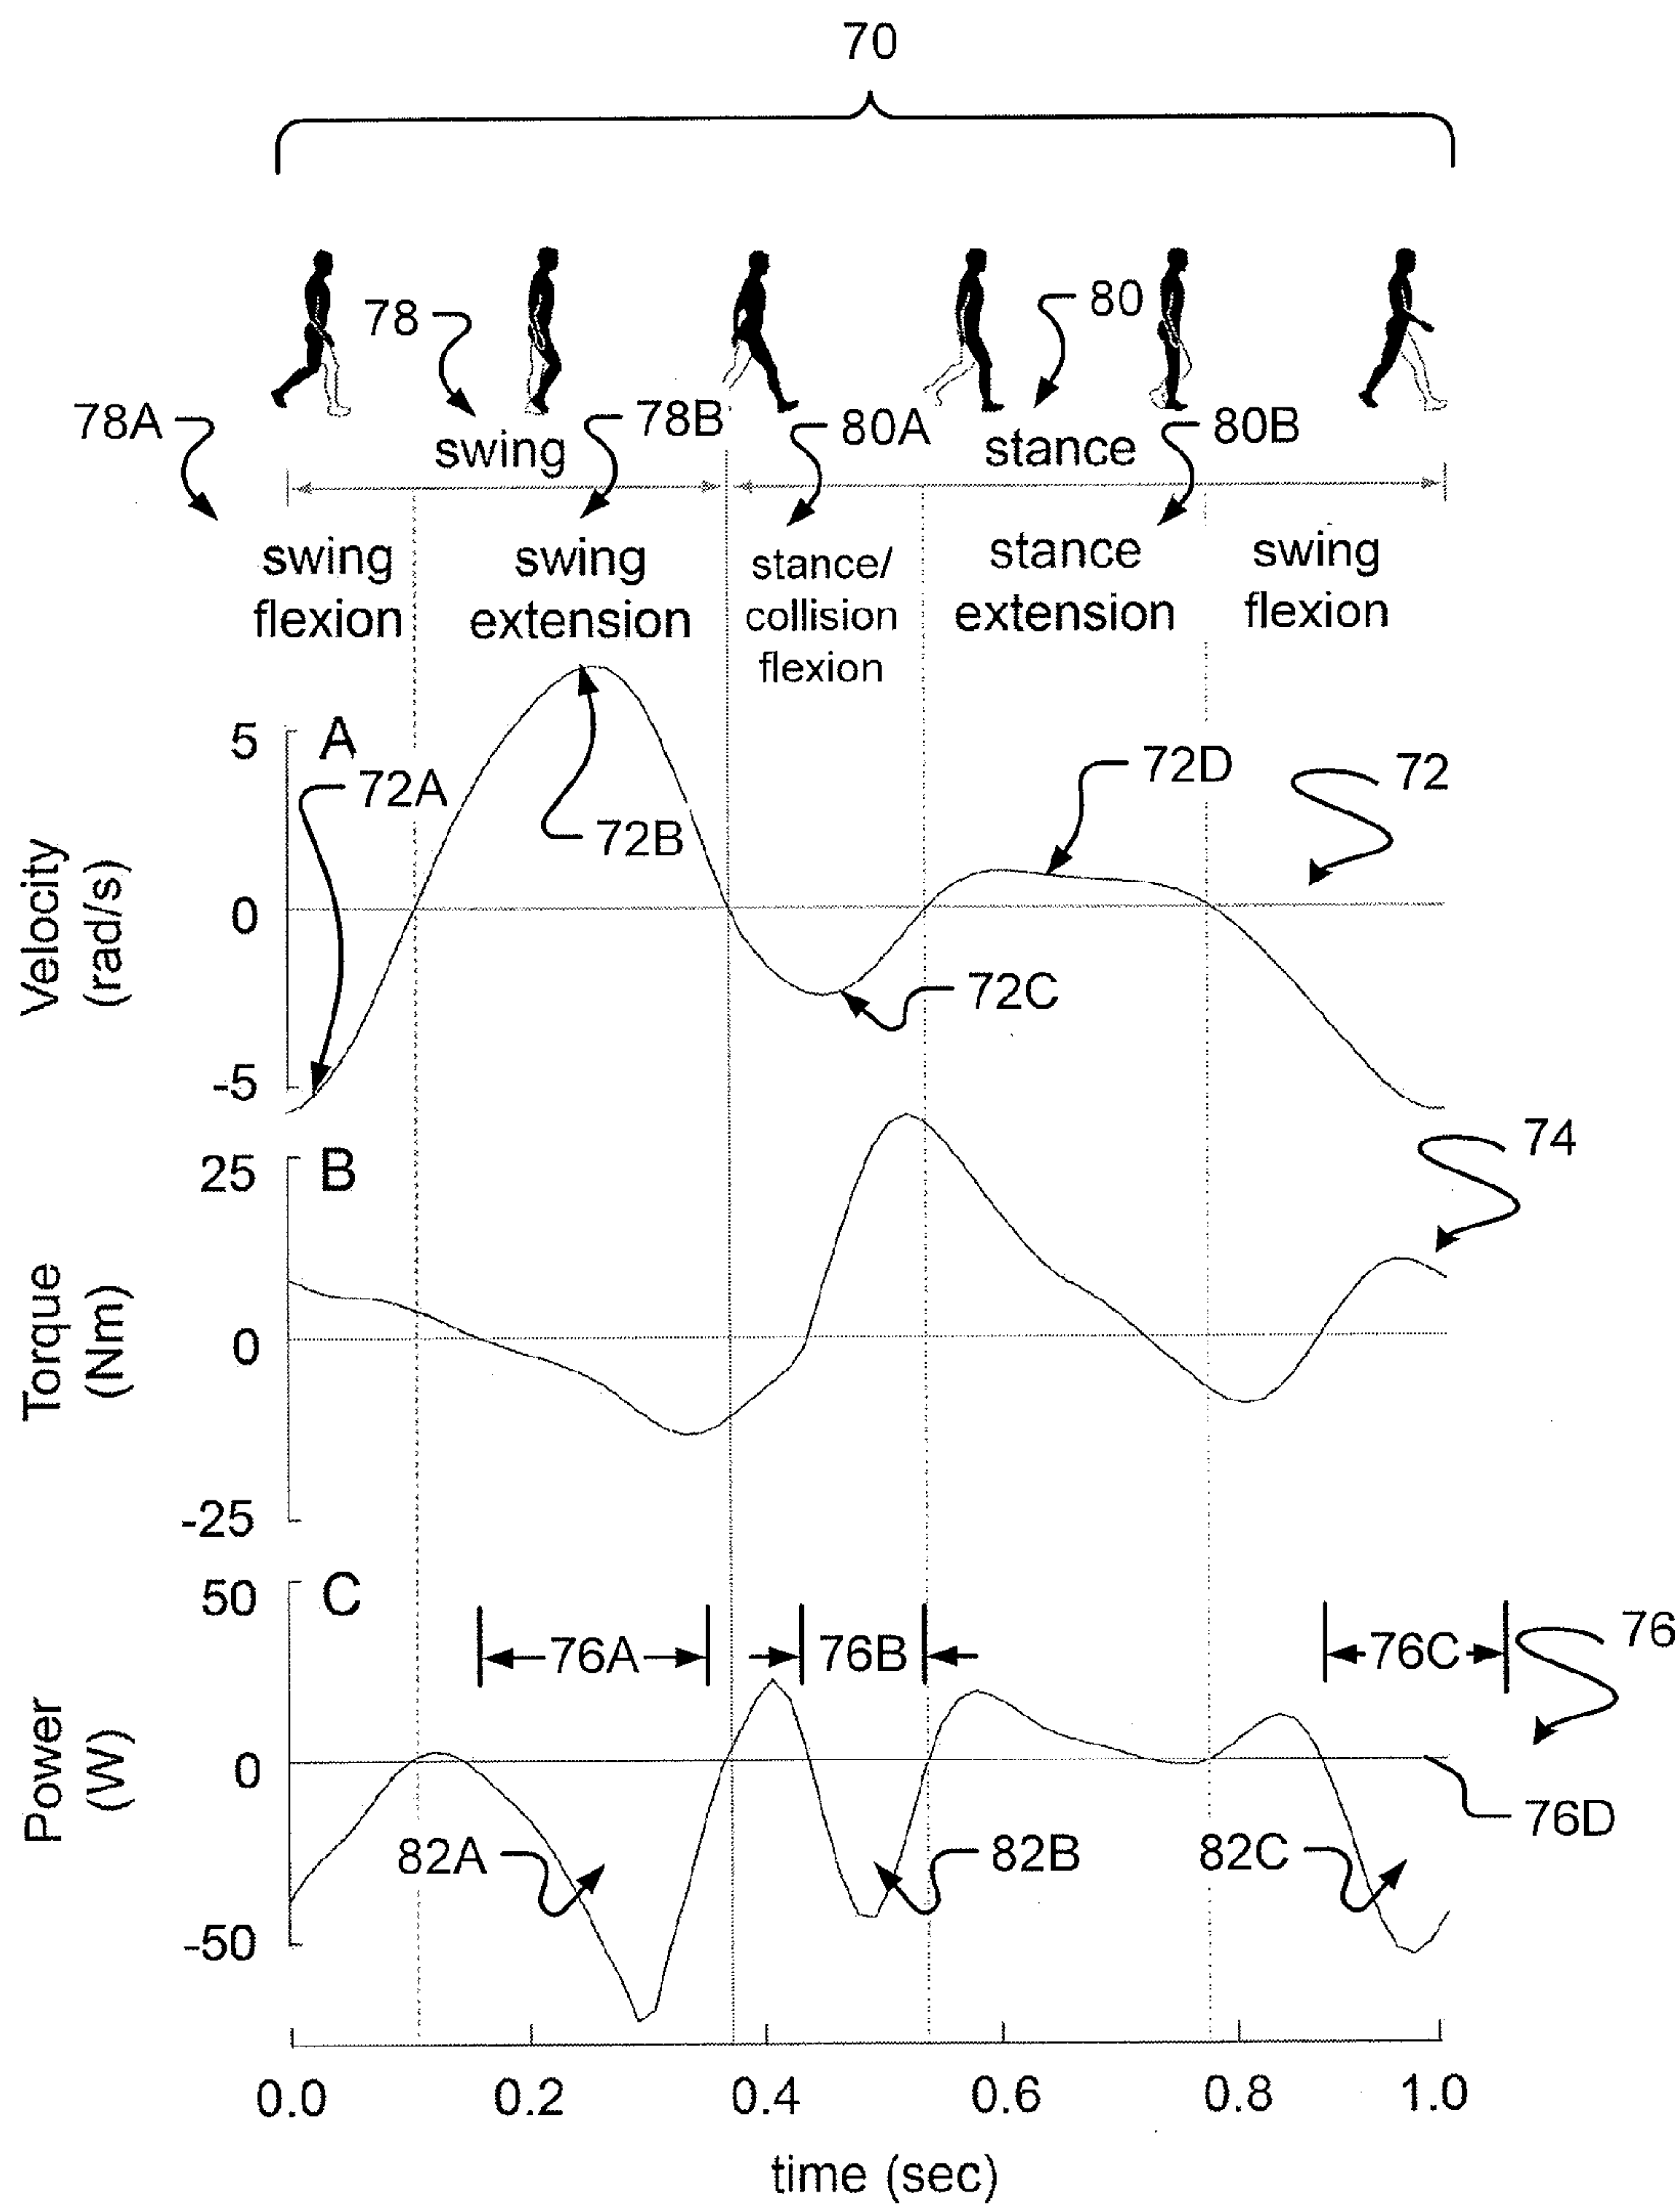 70
78
80
78A
78B
80A
80B
swing
stance
swing flexion
swing extension
stance/ collision flexion
stance extension
swing flexion
5
A
72A
72B
72D
72
0
72C
-5
Velocity (rad/s)
25
B
74
0
-25
Torque (Nm)
50
C
76A
76B
76C
76
0
76D
82A
82B
82C
-50
Power (W)
0.0 0.2 0.4 0.6 0.8 1.0
time (sec)